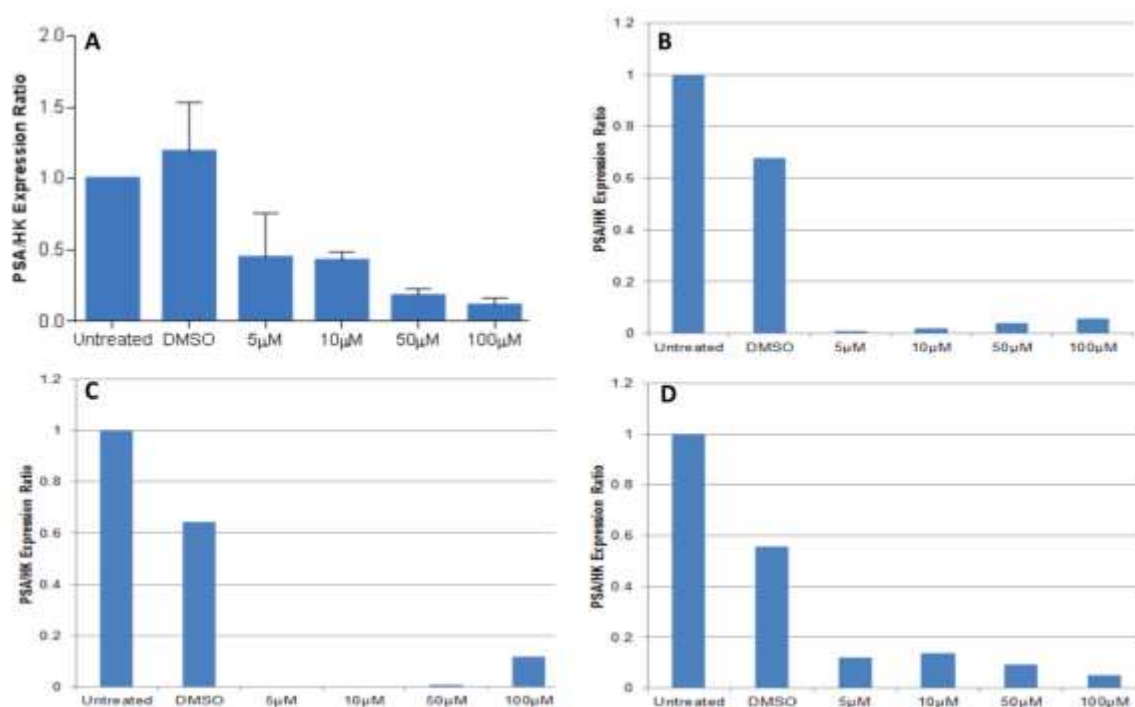 A
PSA/HK Expression Ratio
2.0
1.5
1.0
0.5
0.0
Untreated DMSO 5µM 10µM 50µM 100µM
B
PSA/HK Expression Ratio
1.2
1
0.8
0.6
0.4
0.2
0
Untreated DMSO 5µM 10µM 50µM 100µM
C
PSA/HK Expression Ratio
1.2
1
0.8
0.6
0.4
0.2
0
Untreated DMSO 5µM 10µM 50µM 100µM
D
PSA/HK Expression Ratio
1.2
1
0.8
0.6
0.4
0.2
0
Untreated DMSO 5µM 10µM 50µM 100µM